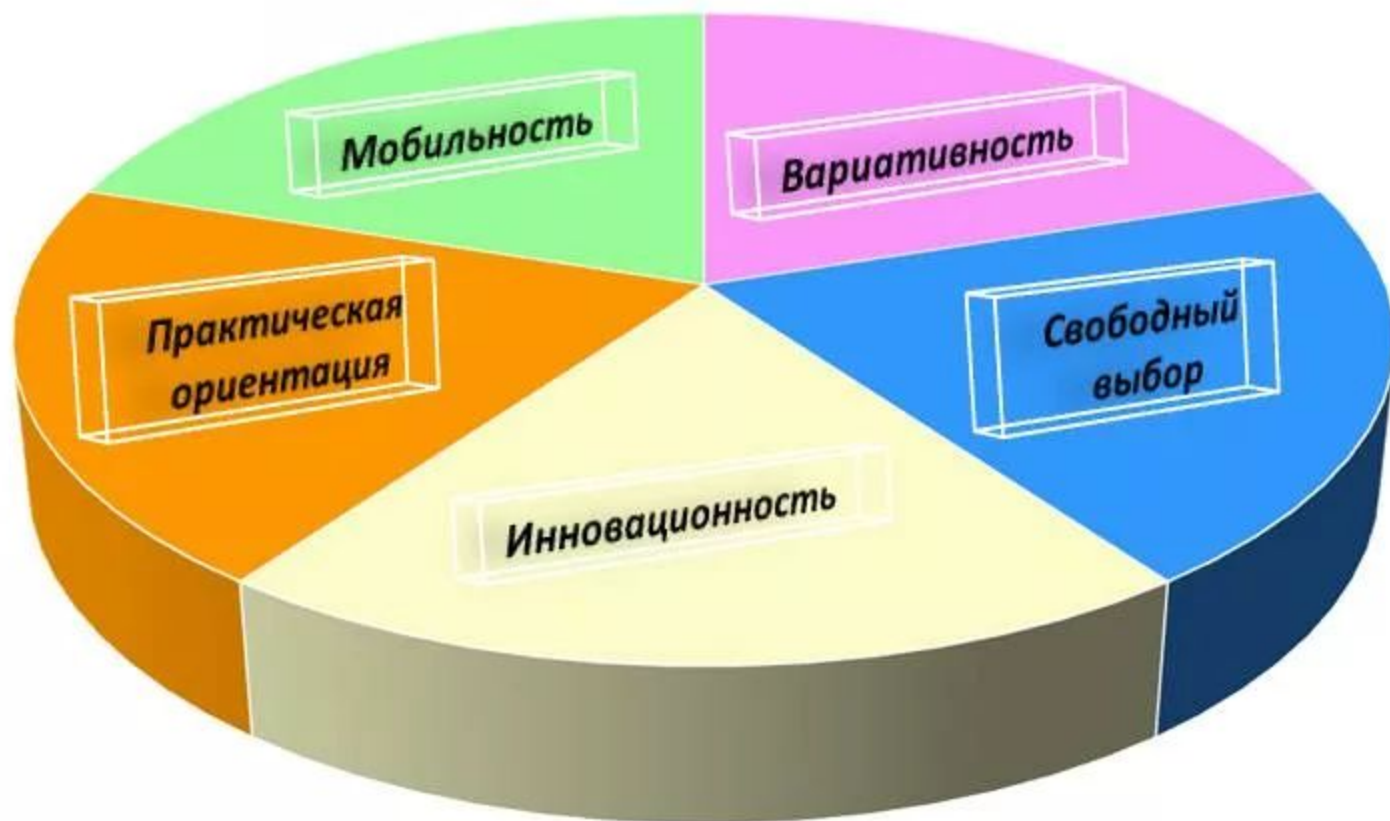 Мобильность
Вариативность
Практическая
ориентация
Свободный
выбор
Инновационность